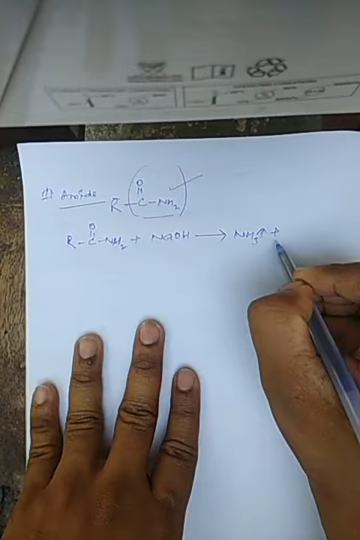 (1) Amide
R-C-NH2
O
O
R-C-NH2 + NaOH → NH3↑ +